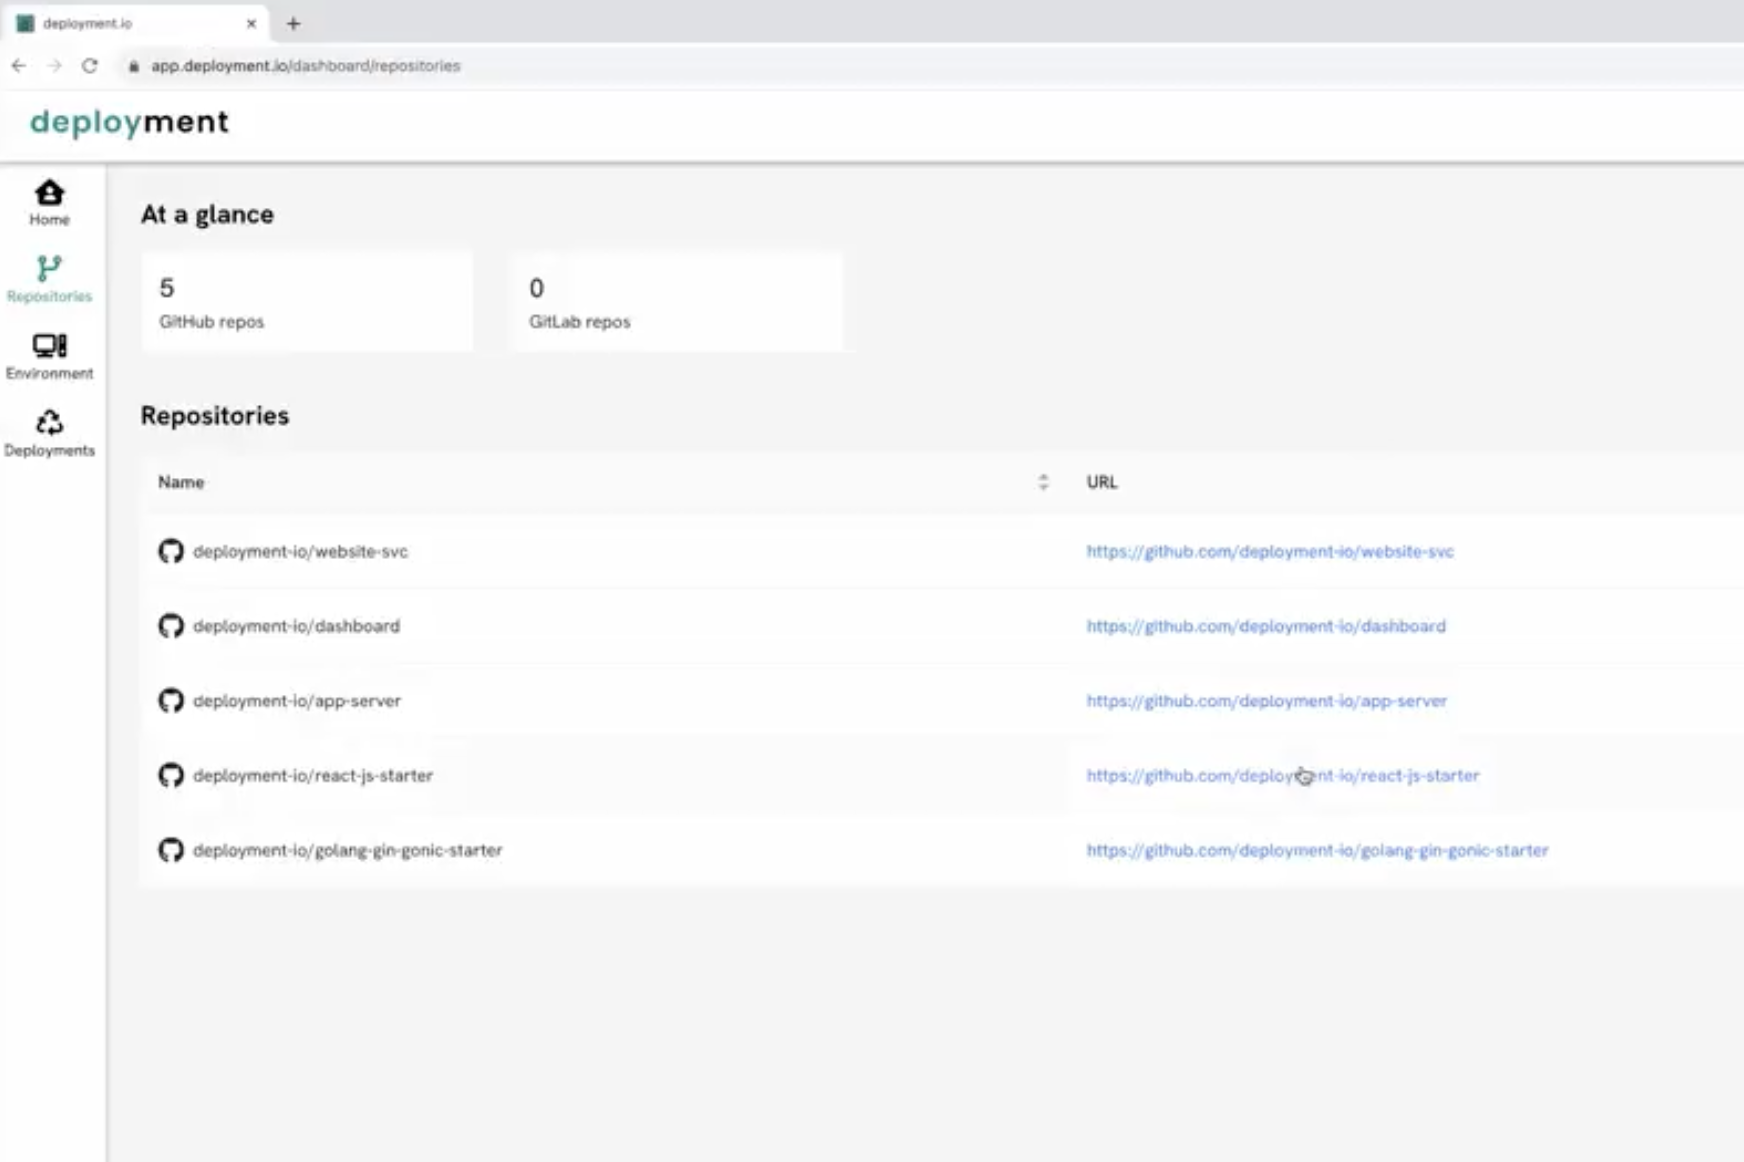 deployment.io
app.deployment.io/dashboard/repositories
deployment
Home
Repositories
Environment
Deployments
At a glance
5
GitHub repos
0
GitLab repos
Repositories
Name URL
deployment-io/website-svc https://github.com/deployment-io/website-svc
deployment-io/dashboard https://github.com/deployment-io/dashboard
deployment-io/app-server https://github.com/deployment-io/app-server
deployment-io/react-js-starter https://github.com/deployment-io/react-js-starter
deployment-io/golang-gin-gonic-starter https://github.com/deployment-io/golang-gin-gonic-starter